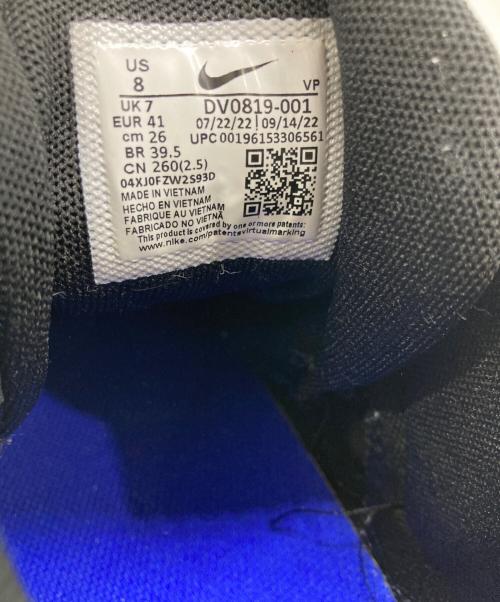 US
8
VP
UK 7
DV0819-001
EUR 41
07/22/22 | 09/14/22
cm 26
UPC 00196153306561
BR 39.5
CN 260(2.5)
04XJ0FZW2S93D
MADE IN VIETNAM
HECHO EN VIETNAM
FABRIQUE AU VIETNAM
FABRICADO NO VIETNÃ
This product is covered by one or more patents:
www.nike.com/patentsvirtualmarking